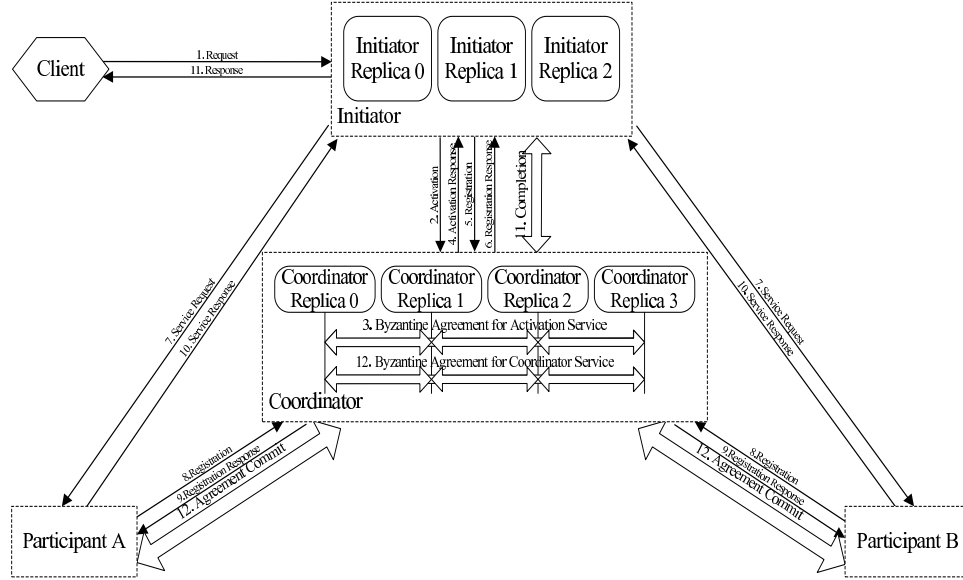 Client
1. Request
11. Response
Initiator
Replica 0
Initiator
Replica 1
Initiator
Replica 2
Initiator
2. Activation
4. Activation Response
5. Registration
6. Registration Response
11. Completion
7. Service Request
10. Service Response
7. Service Request
10. Service Response
Coordinator
Replica 0
Coordinator
Replica 1
Coordinator
Replica 2
Coordinator
Replica 3
3. Byzantine Agreement for Activation Service
12. Byzantine Agreement for Coordinator Service
Coordinator
8.Registration
9.Registration Response
12. Agreement Commit
8.Registration
9.Registration Response
12. Agreement Commit
Participant A
Participant B